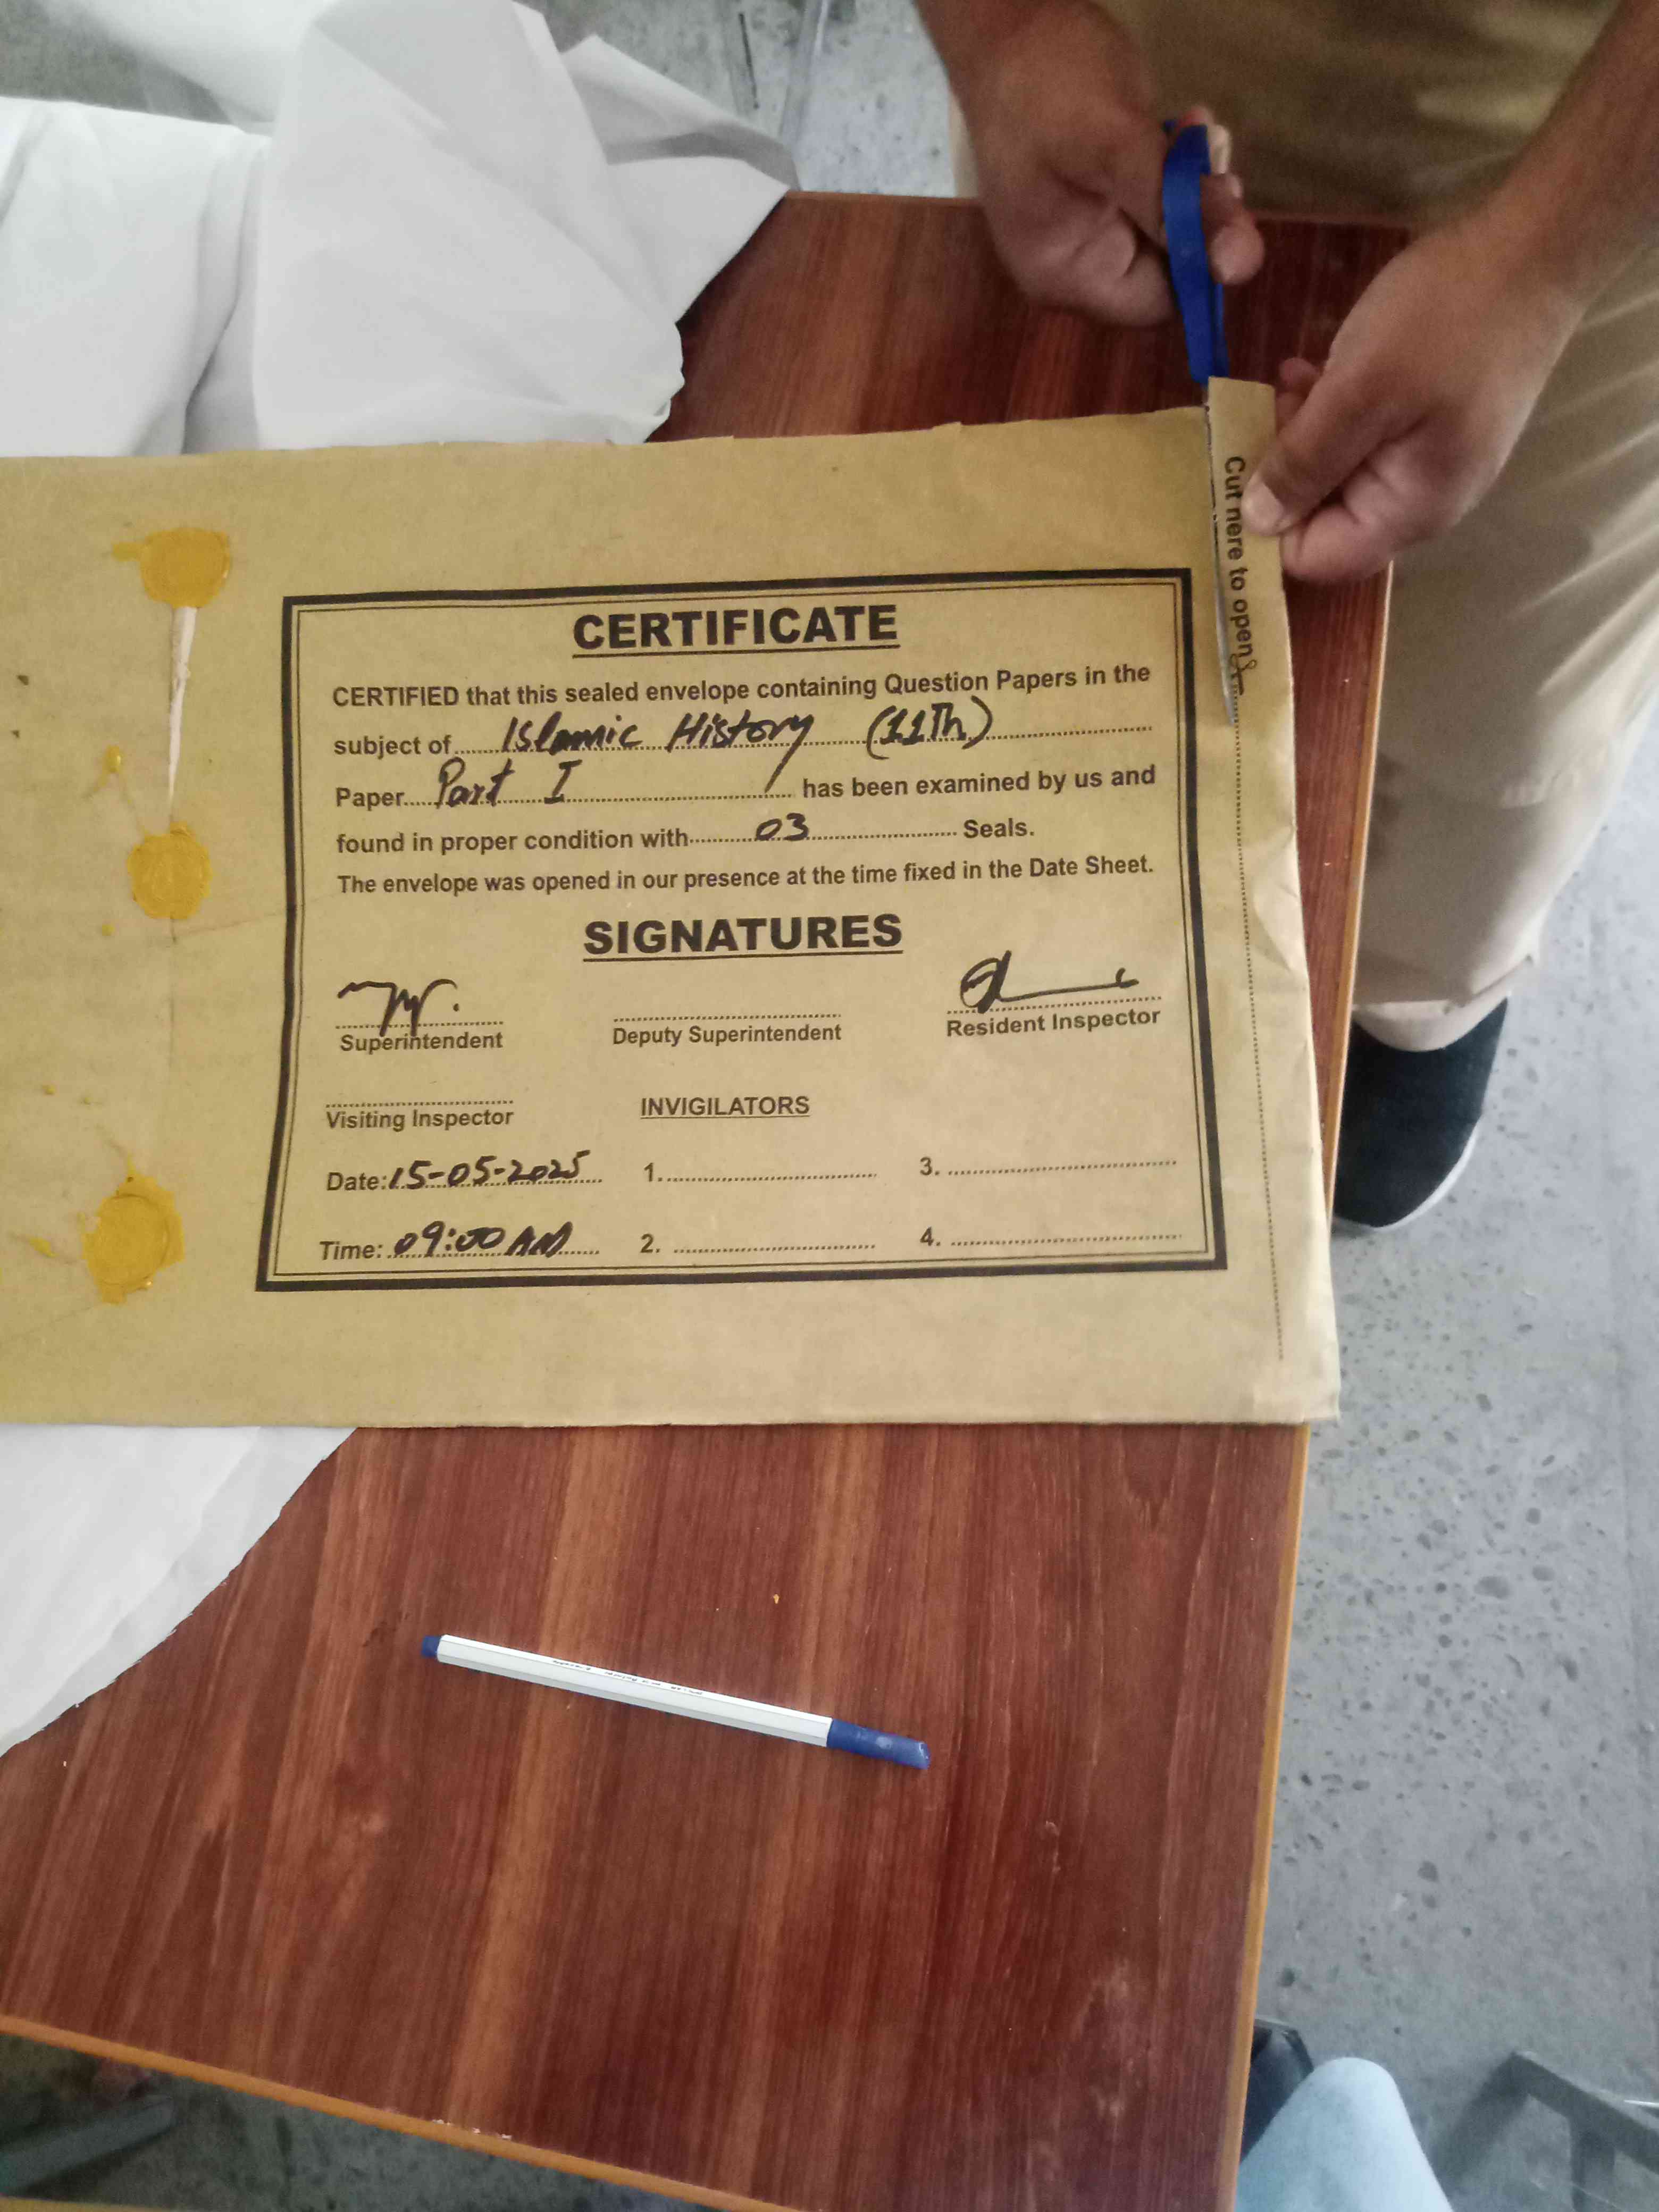 CERTIFICATE
CERTIFIED that this sealed envelope containing Question Papers in the
subject of Islamic History (11Th)
Paper Part I has been examined by us and
found in proper condition with 03 Seals.
The envelope was opened in our presence at the time fixed in the Date Sheet.
SIGNATURES
Superintendent Deputy Superintendent Resident Inspector
Visiting Inspector INVIGILATORS
Date: 15-05-2025 1. 3.
Time: 09:00 AM 2. 4.
Cut here to open